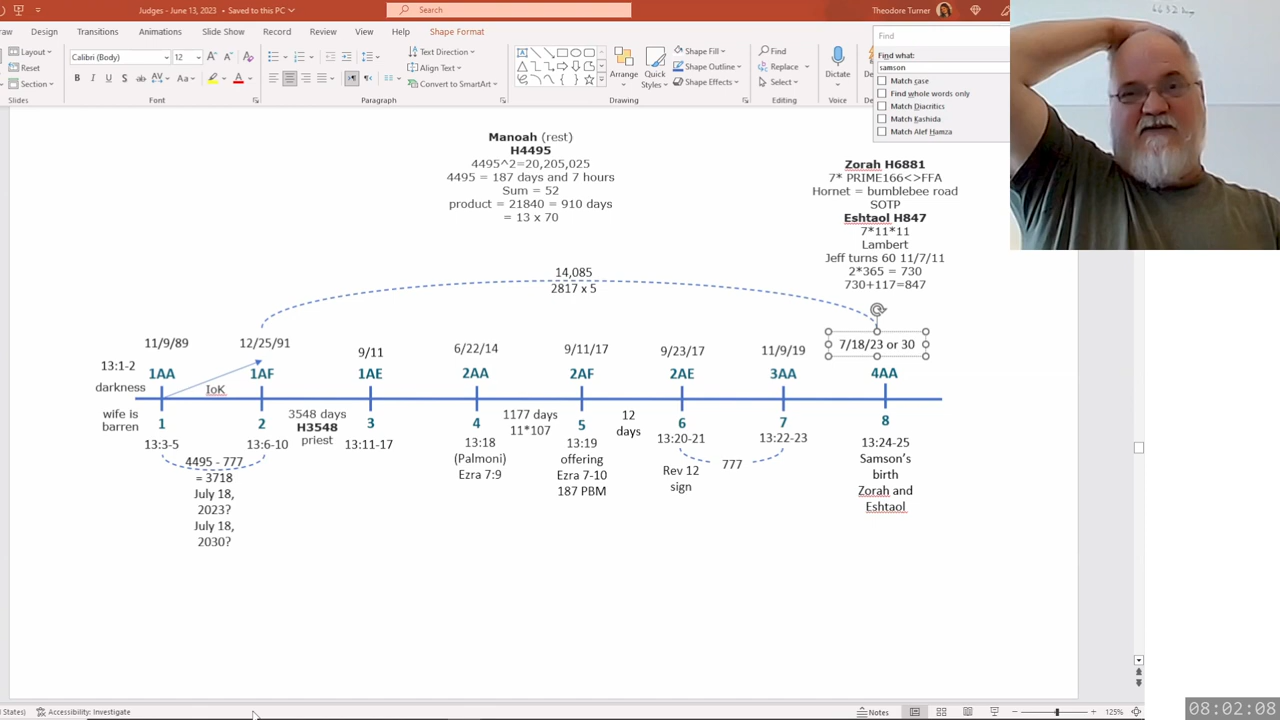 Judges - June 13, 2023 • Saved to this PC
Search
Theodore Turner
Design
Transitions
Animations
Slide Show
Record
Review
View
Help
Shape Format
Layout
Reset
Section
Slides
Calibri (Body)
12
Font
Text Direction
Align Text
Convert to SmartArt
Paragraph
Arrange
Quick
Styles
Shape Fill
Shape Outline
Shape Effects
Drawing
Find
Replace
Select
Editing
Dictate
Voice
Find
Find what:
samson
Match case
Find whole words only
Match Diacritics
Match Kashida
Match Alef Hamza
Manoah (rest)
H4495
4495^2=20,205,025
4495 = 187 days and 7 hours
Sum = 52
product = 21840 = 910 days
= 13 x 70
Zorah H6881
7* PRIME166<>FFA
Hornet = bumblebee road
SOTP
Eshtaol H847
7*11*11
Lambert
Jeff turns 60 11/7/11
2*365 = 730
730+117=847
14,085
2817 x 5
13:1-2
darkness
wife is
barren
11/9/89
1AA
1
13:3-5
IoK
12/25/91
1AF
2
13:6-10
4495 - 777
= 3718
July 18,
2023?
July 18,
2030?
3548 days
H3548
priest
9/11
1AE
3
13:11-17
6/22/14
2AA
4
13:18
(Palmoni)
Ezra 7:9
1177 days
11*107
9/11/17
2AF
5
13:19
offering
Ezra 7-10
187 PBM
12
days
9/23/17
2AE
6
13:20-21
Rev 12
sign
777
11/9/19
3AA
7
13:22-23
7/18/23 or 30
4AA
8
13:24-25
Samson's
birth
Zorah and
Eshtaol
States)
Accessibility: Investigate
Notes
125%
08:02:08